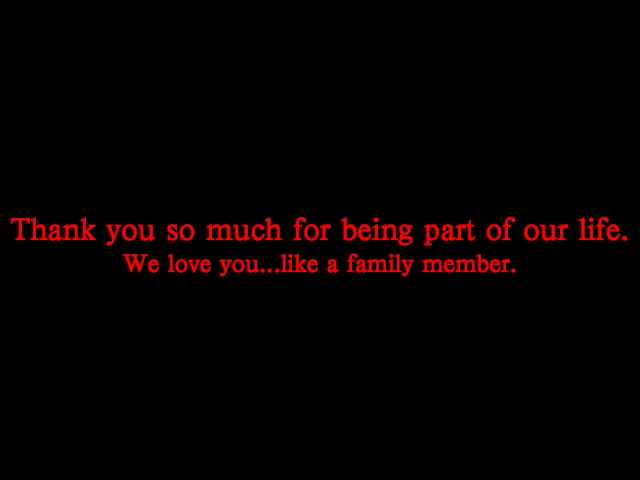 Thank you so much for being part of our life.
We love you...like a family member.